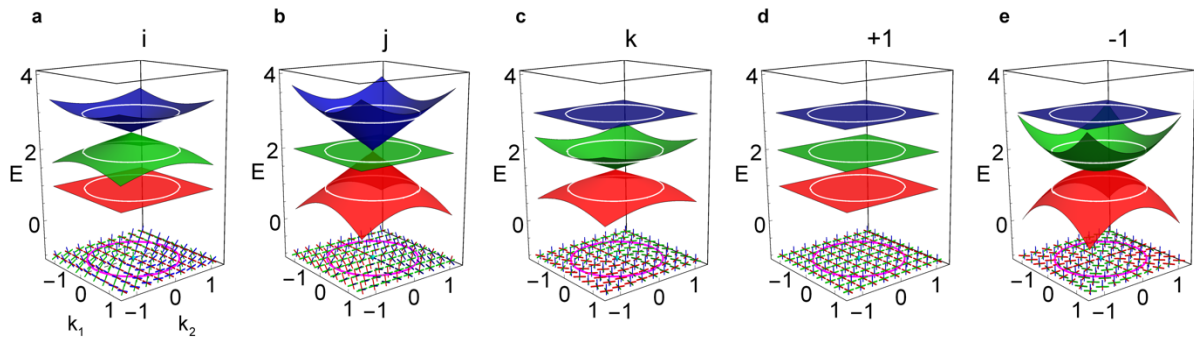 a b c d e
i j k +1 -1
4 4 4 4 4
2 2 2 2 2
E E E E E
0 0 0 0 0
−1 0 1 −1 0 1 −1 0 1 −1 0 1 −1 0 1 −1 0 1 −1 0 1 −1 0 1 −1 0 1 −1 0 1
k1 k2